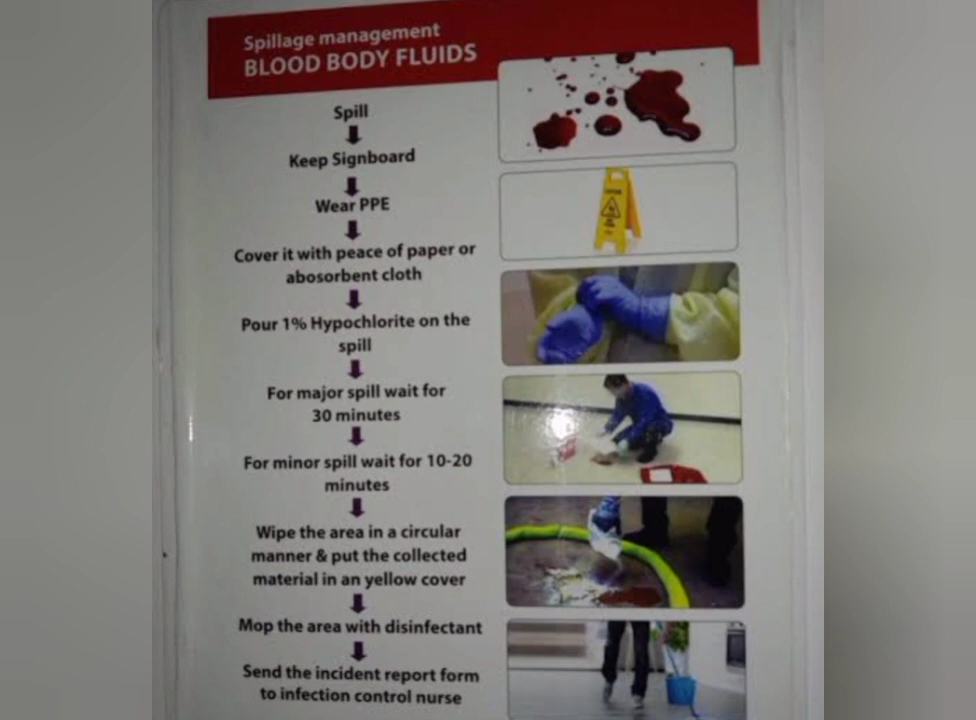 Spillage management
BLOOD BODY FLUIDS
Spill
Keep Signboard
Wear PPE
Cover it with peace of paper or
abosorbent cloth
Pour 1% Hypochlorite on the
spill
For major spill wait for
30 minutes
For minor spill wait for 10-20
minutes
Wipe the area in a circular
manner & put the collected
material in an yellow cover
Mop the area with disinfectant
Send the incident report form
to infection control nurse